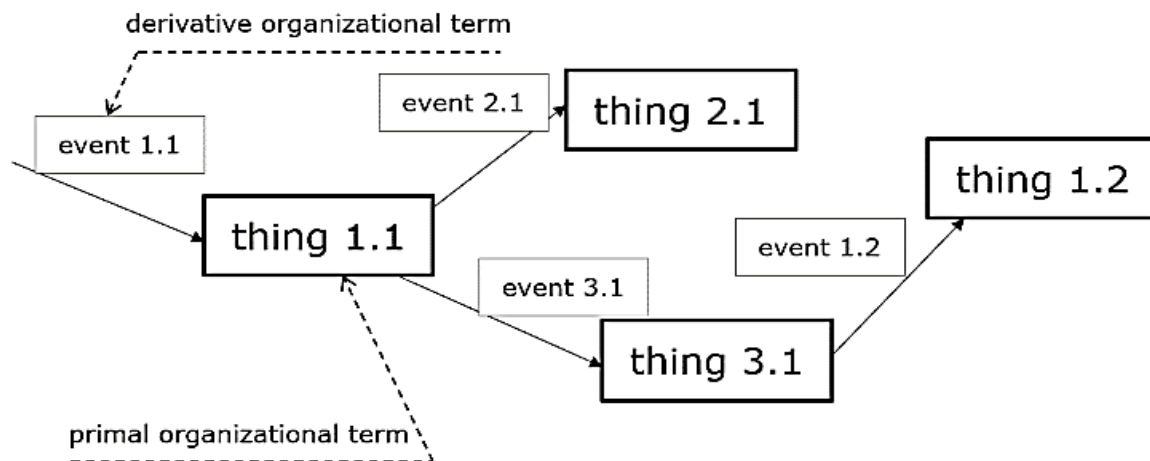 derivative organizational term
event 2.1
thing 2.1
event 1.1
thing 1.2
thing 1.1
event 1.2
event 3.1
thing 3.1
primal organizational term